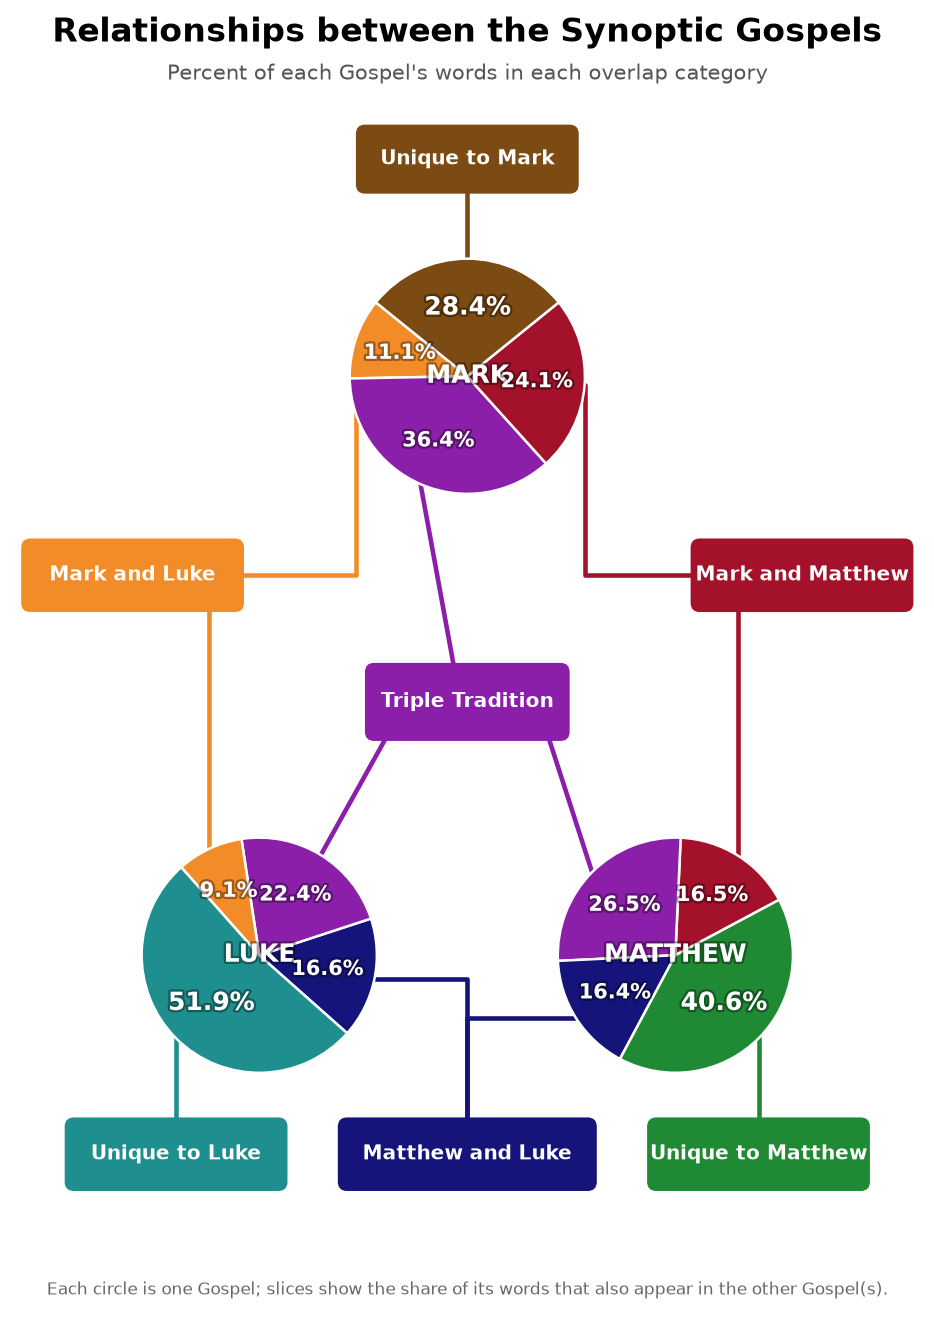 Relationships between the Synoptic Gospels
Percent of each Gospel's words in each overlap category
Unique to Mark
28.4%
11.1%
MARK
24.1%
36.4%
Mark and Luke
Mark and Matthew
Triple Tradition
9.1%
22.4%
LUKE
16.6%
51.9%
26.5%
16.5%
MATTHEW
16.4%
40.6%
Unique to Luke
Matthew and Luke
Unique to Matthew
Each circle is one Gospel; slices show the share of its words that also appear in the other Gospel(s).